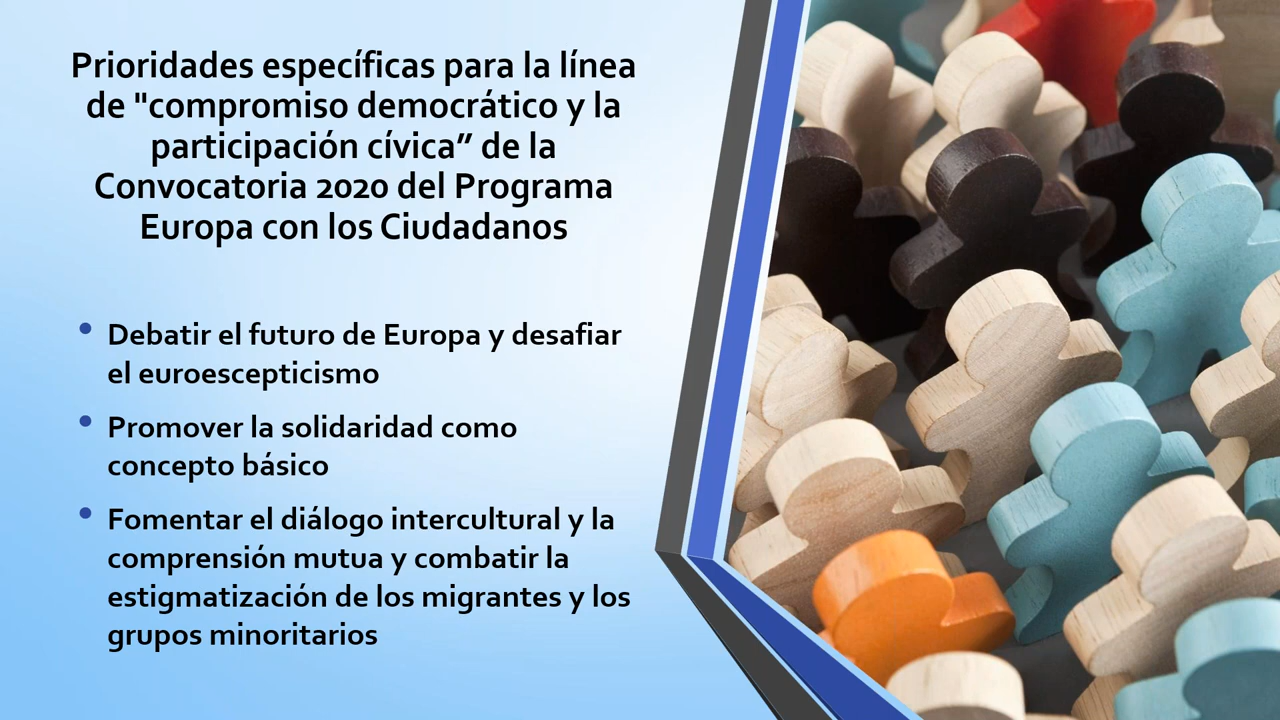 Prioridades específicas para la línea
de "compromiso democrático y la
participación cívica” de la
Convocatoria 2020 del Programa
Europa con los Ciudadanos
• Debatir el futuro de Europa y desafiar
el euroescepticismo
• Promover la solidaridad como
concepto básico
• Fomentar el diálogo intercultural y la
comprensión mutua y combatir la
estigmatización de los migrantes y los
grupos minoritarios